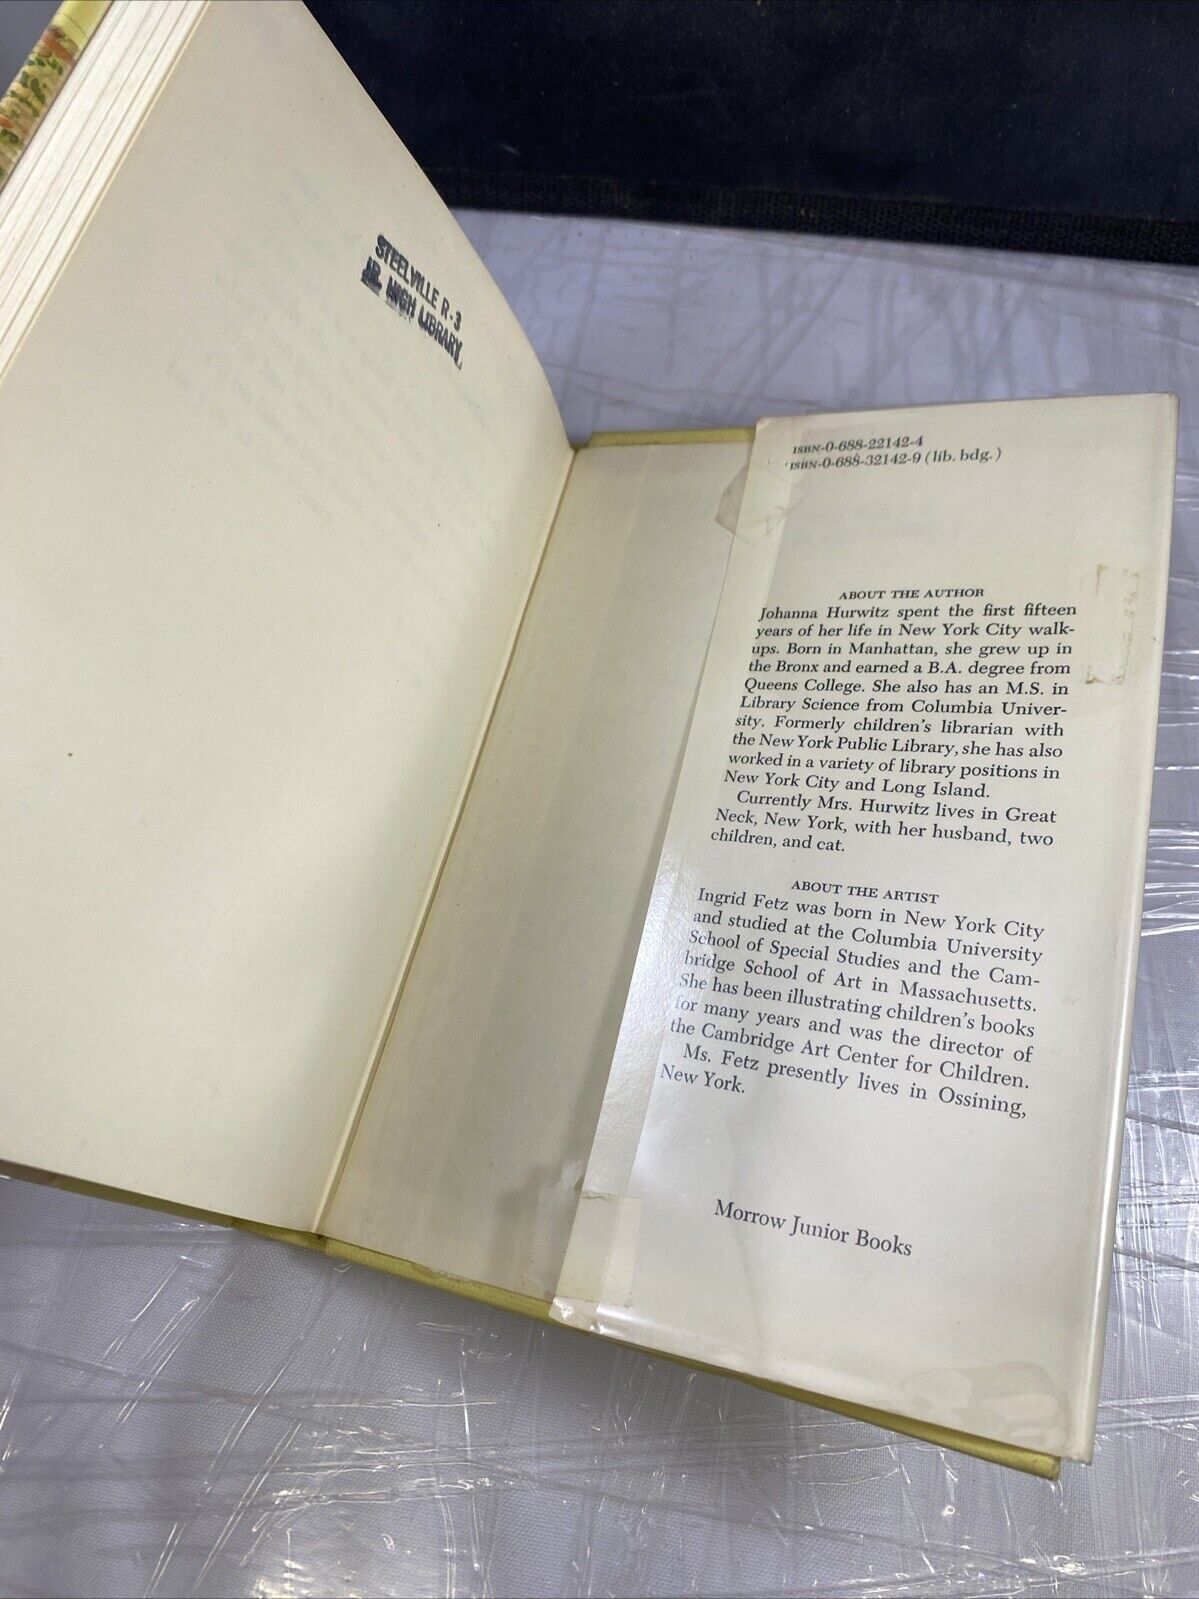 STEELVILLE R-3
JR. HIGH LIBRARY
ISBN-0-688-22142-4
ISBN-0-688-32142-9 (lib. bdg.)
ABOUT THE AUTHOR
Johanna Hurwitz spent the first fifteen
years of her life in New York City walk-
ups. Born in Manhattan, she grew up in
the Bronx and earned a B.A. degree from
Queens College. She also has an M.S. in
Library Science from Columbia Univer-
sity. Formerly children's librarian with
the New York Public Library, she has also
worked in a variety of library positions in
New York City and Long Island.
Currently Mrs. Hurwitz lives in Great
Neck, New York, with her husband, two
children, and cat.
ABOUT THE ARTIST
Ingrid Fetz was born in New York City
and studied at the Columbia University
School of Special Studies and the Cam-
bridge School of Art in Massachusetts.
She has been illustrating children's books
for many years and was the director of
the Cambridge Art Center for Children.
Ms. Fetz presently lives in Ossining,
New York.
Morrow Junior Books